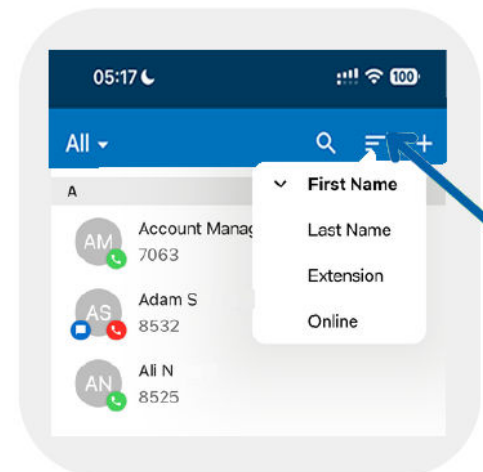 05:17
100
All
First Name
A
Last Name
AM
Account Manag
7063
Extension
AS
Adam S
8532
Online
AN
Ali N
8525